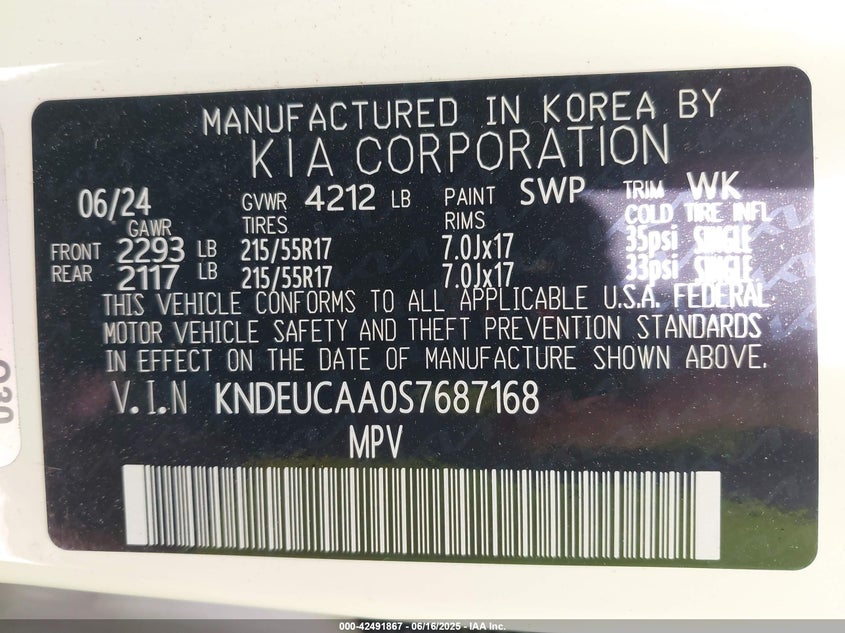 MANUFACTURED IN KOREA BY
KIA CORPORATION
06/24 GVWR 4212 LB PAINT SWP TRIM WK
GAWR TIRES RIMS COLD TIRE INFL
FRONT 2293 LB 215/55R17 7.0Jx17 35psi SINGLE
REAR 2117 LB 215/55R17 7.0Jx17 33psi SINGLE
THIS VEHICLE CONFORMS TO ALL APPLICABLE U.S.A. FEDERAL
MOTOR VEHICLE SAFETY AND THEFT PREVENTION STANDARDS
IN EFFECT ON THE DATE OF MANUFACTURE SHOWN ABOVE.
V.I.N KNDEUCAA0S7687168
MPV
000-42491867 - 06/16/2025 - IAA Inc.